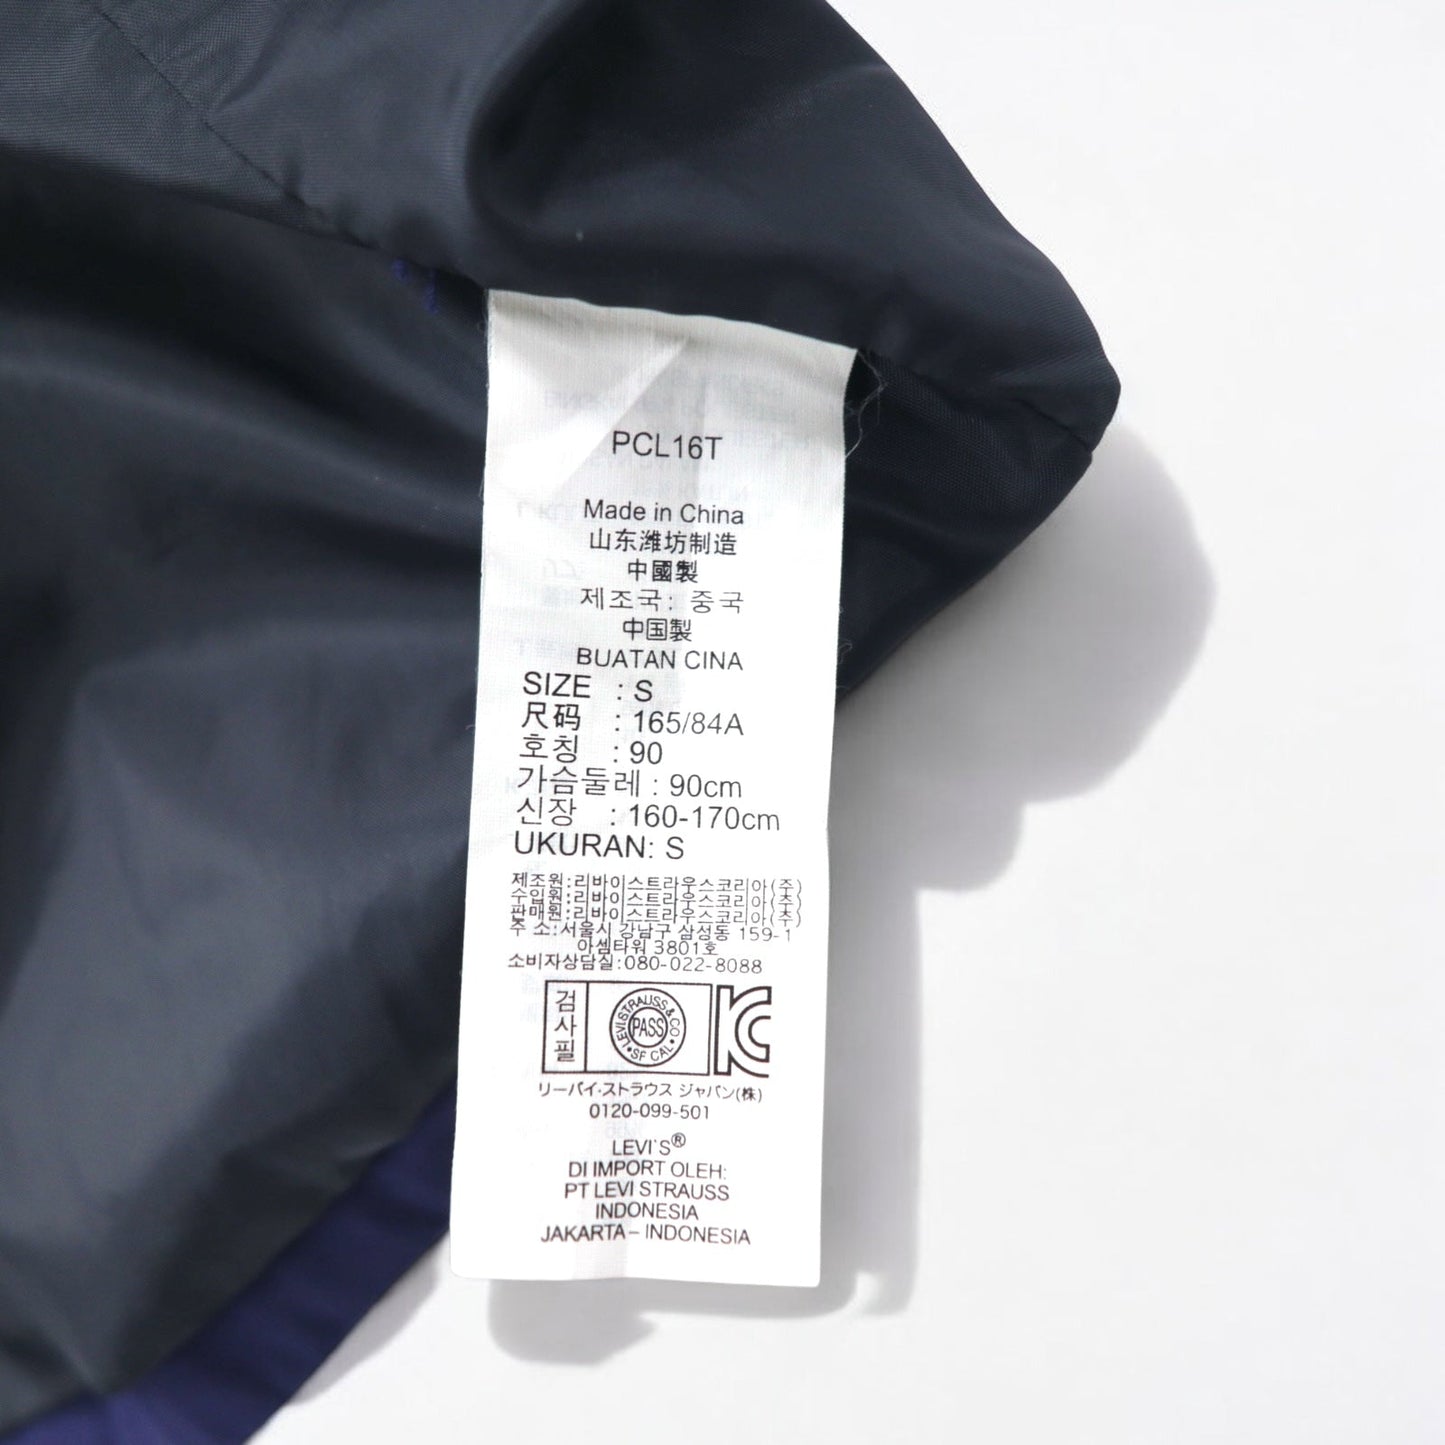 PCL16T
Made in China
山东潍坊制造
中國製
제조국: 중국
中国製
BUATAN CINA
SIZE : S
尺码 : 165/84A
호칭 : 90
가슴둘레 : 90cm
신장 : 160-170cm
UKURAN: S
제조원:리바이스트라우스코리아(주)
수입원:리바이스트라우스코리아(주)
판매원:리바이스트라우스코리아(주)
주 소:서울시 강남구 삼성동 159-1
아셈타워 3801호
소비자상담실:080-022-8088
검사필
LEVI STRAUSS & CO
PASS
SF CAL
KC
リーバイ·ストラウス ジャパン(株)
0120-099-501
LEVI`S®
DI IMPORT OLEH:
PT LEVI STRAUSS
INDONESIA
JAKARTA – INDONESIA